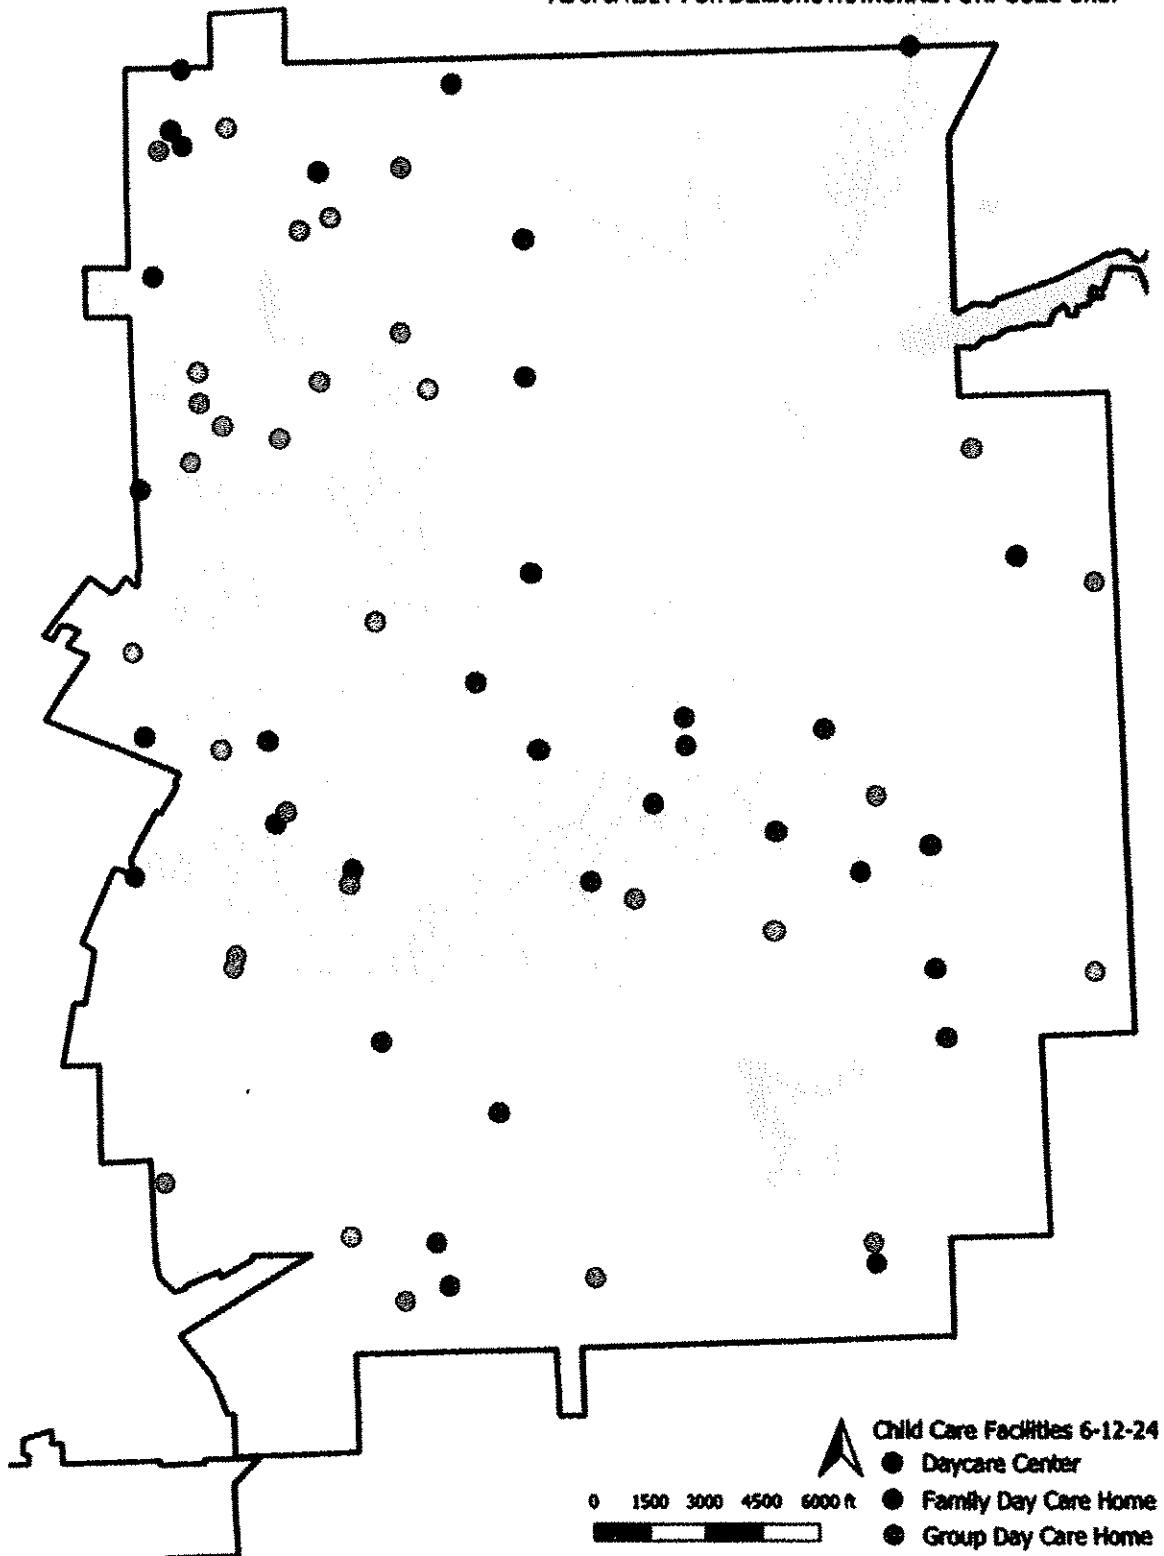 Child Care Facilities 6-12-24
Daycare Center
0 1500 3000 4500 6000 ft
Family Day Care Home
Group Day Care Home